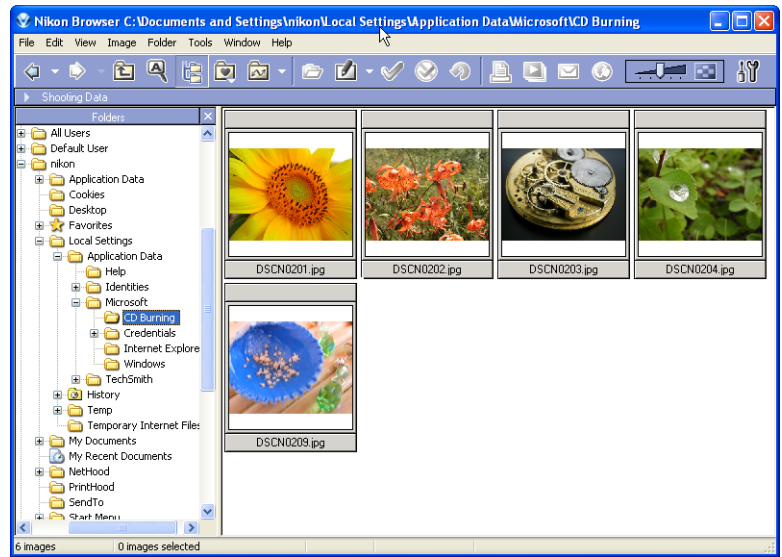 Nikon Browser C:\Documents and Settings\nikon\Local Settings\Application Data\Microsoft\CD Burning
File Edit View Image Folder Tools Window Help
Shooting Data
Folders
All Users
Default User
nikon
Application Data
Cookies
Desktop
Favorites
Local Settings
Application Data
Help
Identities
Microsoft
CD Burning
Credentials
Internet Explore
Windows
TechSmith
History
Temp
Temporary Internet Files
My Documents
My Recent Documents
NetHood
PrintHood
SendTo
Start Menu
DSCN0201.jpg DSCN0202.jpg DSCN0203.jpg DSCN0204.jpg
DSCN0209.jpg
6 images 0 images selected